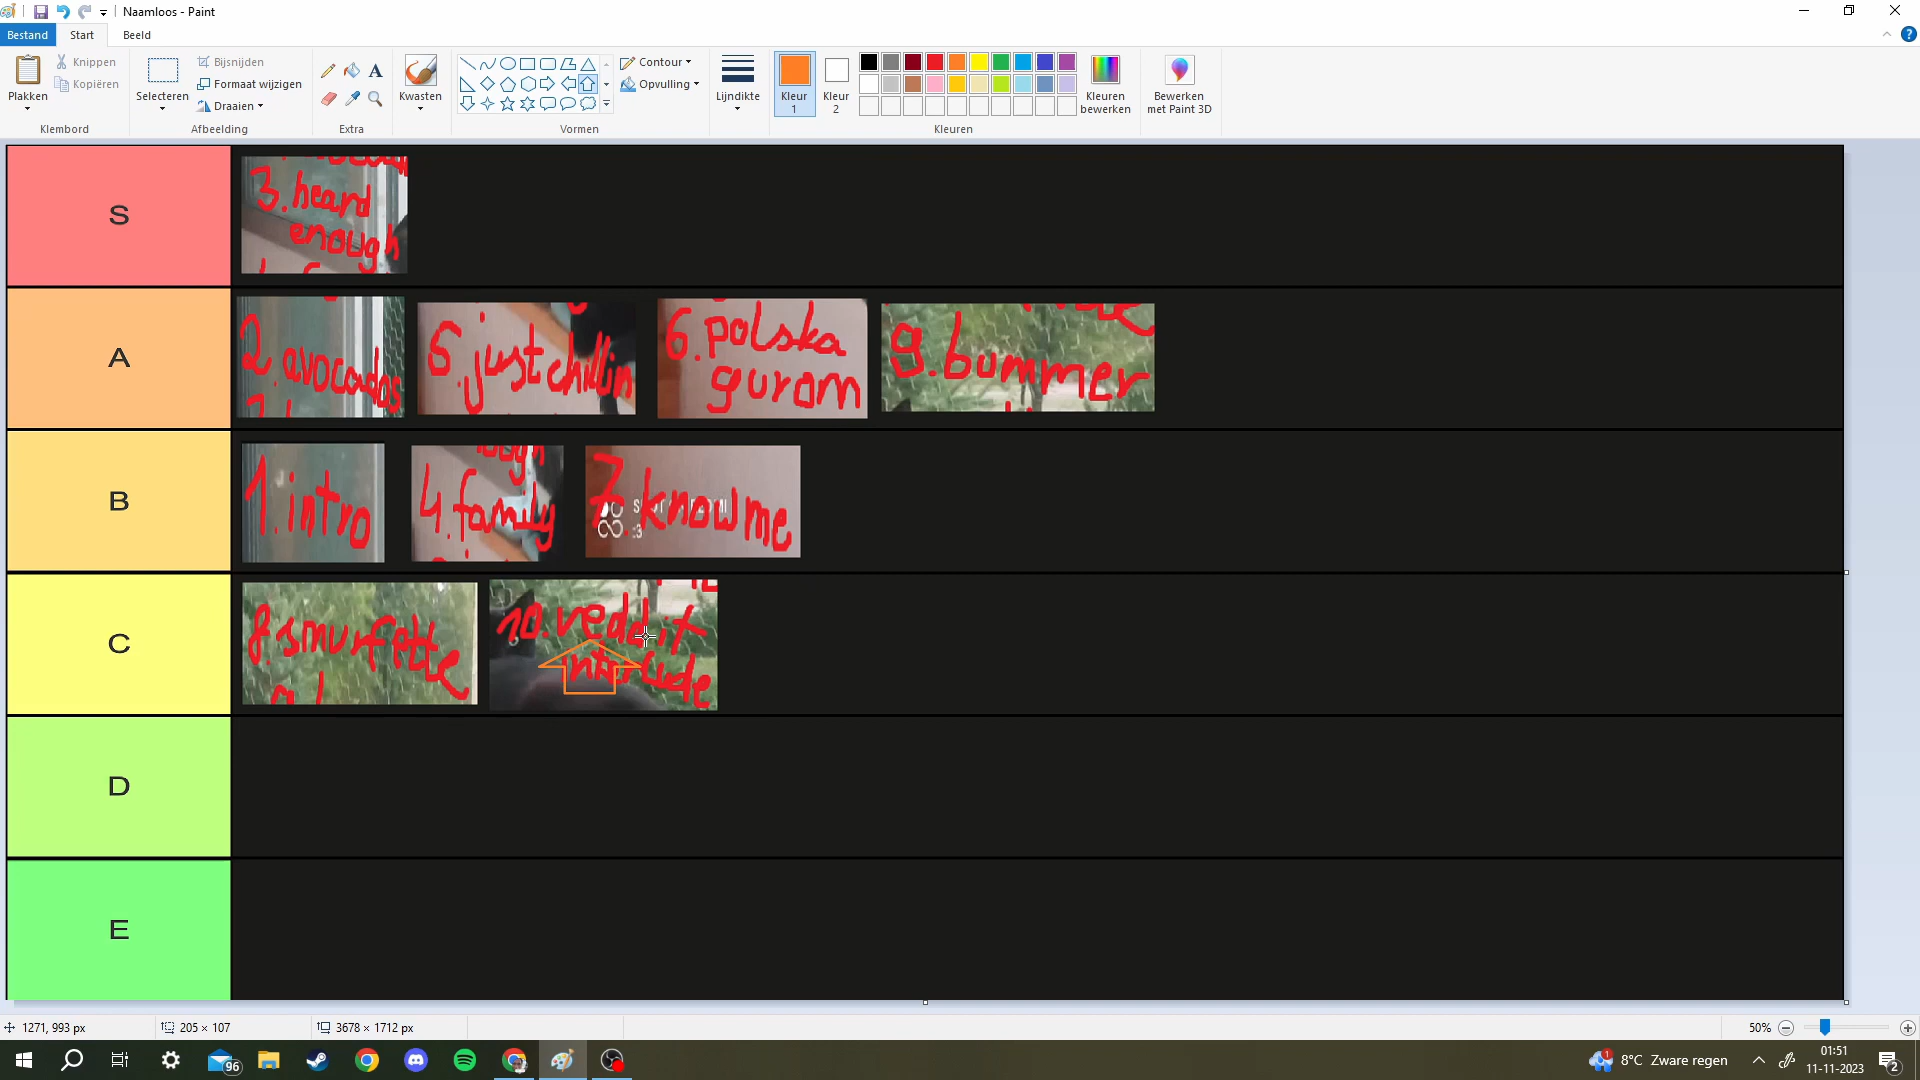 Naamloos - Paint
Bestand
Start
Beeld
Plakken
Knippen
Kopiëren
Klembord
Selecteren
Bijsnijden
Formaat wijzigen
Draaien
Afbeelding
A
Extra
Kwasten
Contour
Opvulling
Vormen
Lijndikte
Kleur 1
Kleur 2
Kleuren
Kleuren bewerken
Bewerken met Paint 3D
S
3.heard
enough
A
2.avocados
5.just chillin
6.polska
gurom
9.bummer
B
1.intro
4.family
7.know me
C
8.smurfette
10.reddit
D
E
1271, 993 px
205 × 107
3678 × 1712 px
50%
96
1
8°C Zware regen
01:51
11-11-2023
2